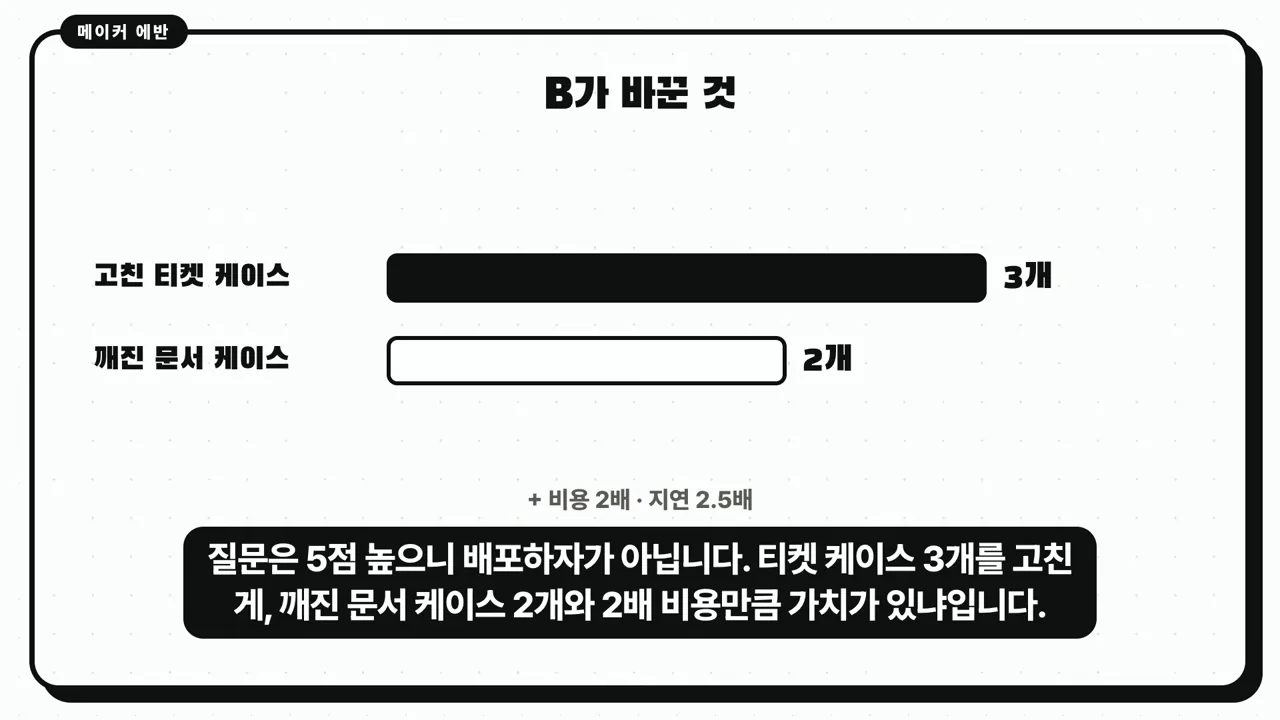 메이커 에반
B가 바꾼 것
고친 티켓 케이스 3개
깨진 문서 케이스 2개
+ 비용 2배 · 지연 2.5배
질문은 5점 높으니 배포하자가 아닙니다. 티켓 케이스 3개를 고친
게, 깨진 문서 케이스 2개와 2배 비용만큼 가치가 있냐입니다.